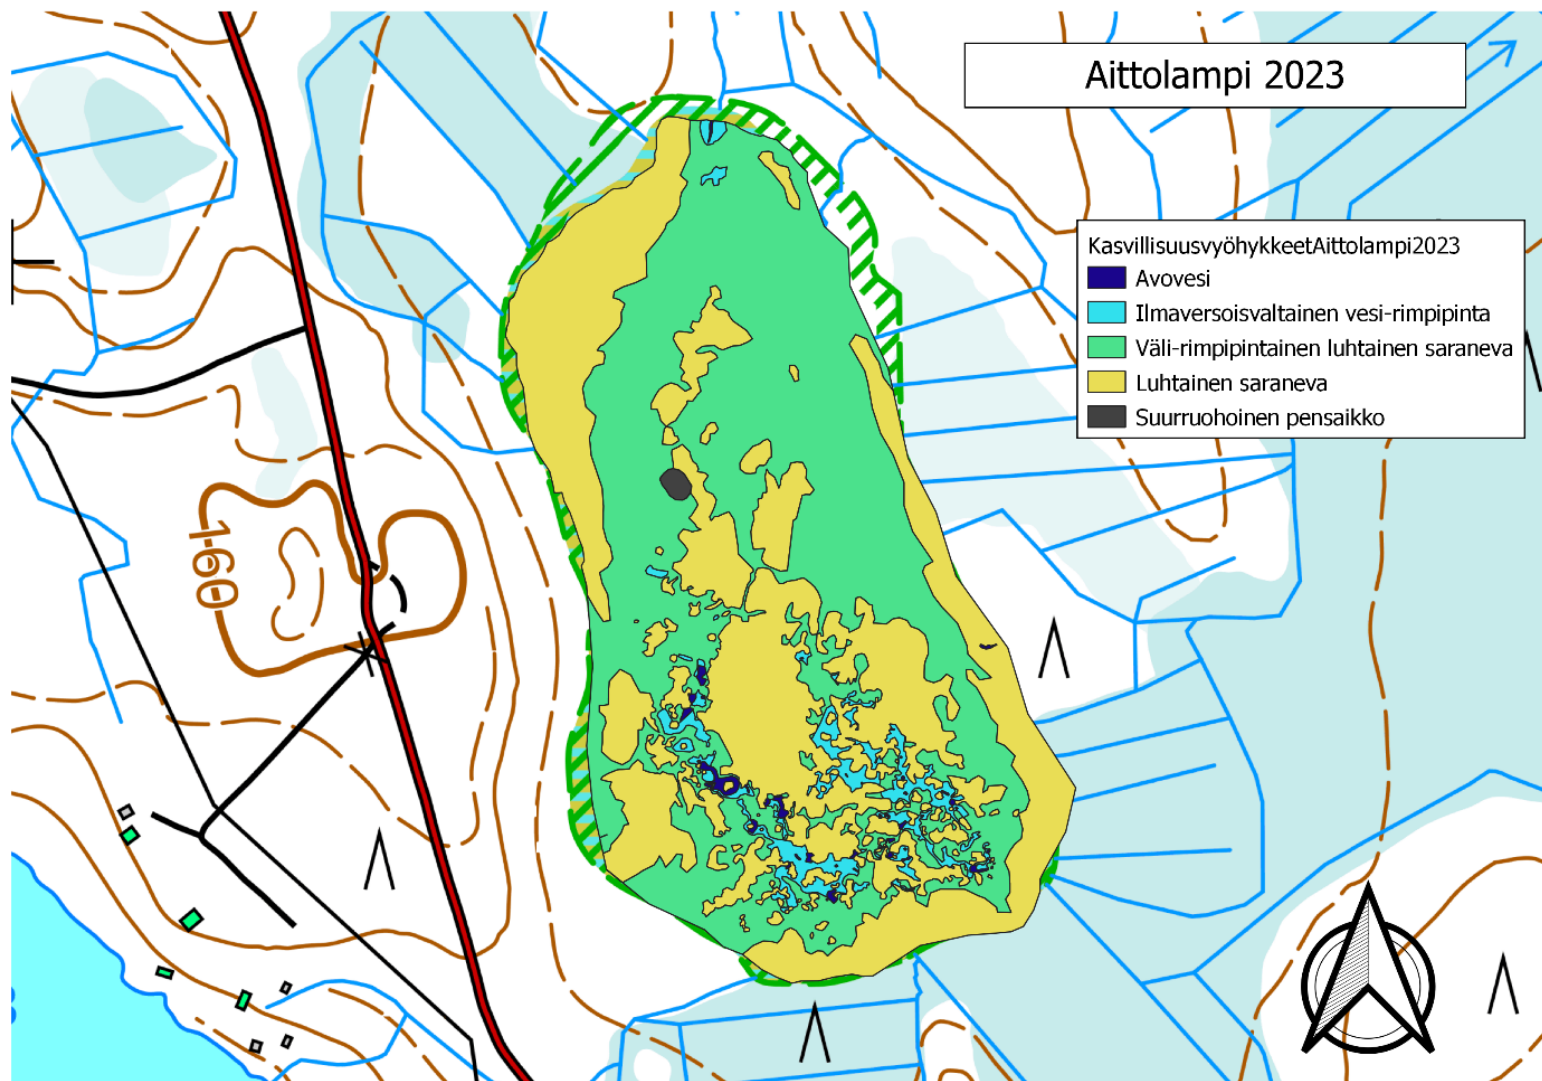 Aittolampi 2023
KasvillisuusvyöhykkeetAittolampi2023
Avovesi
Ilmaversoisvaltainen vesi-rimpipinta
Väli-rimpipintainen luhtainen saraneva
Luhtainen saraneva
Suurruohoinen pensaikko
160